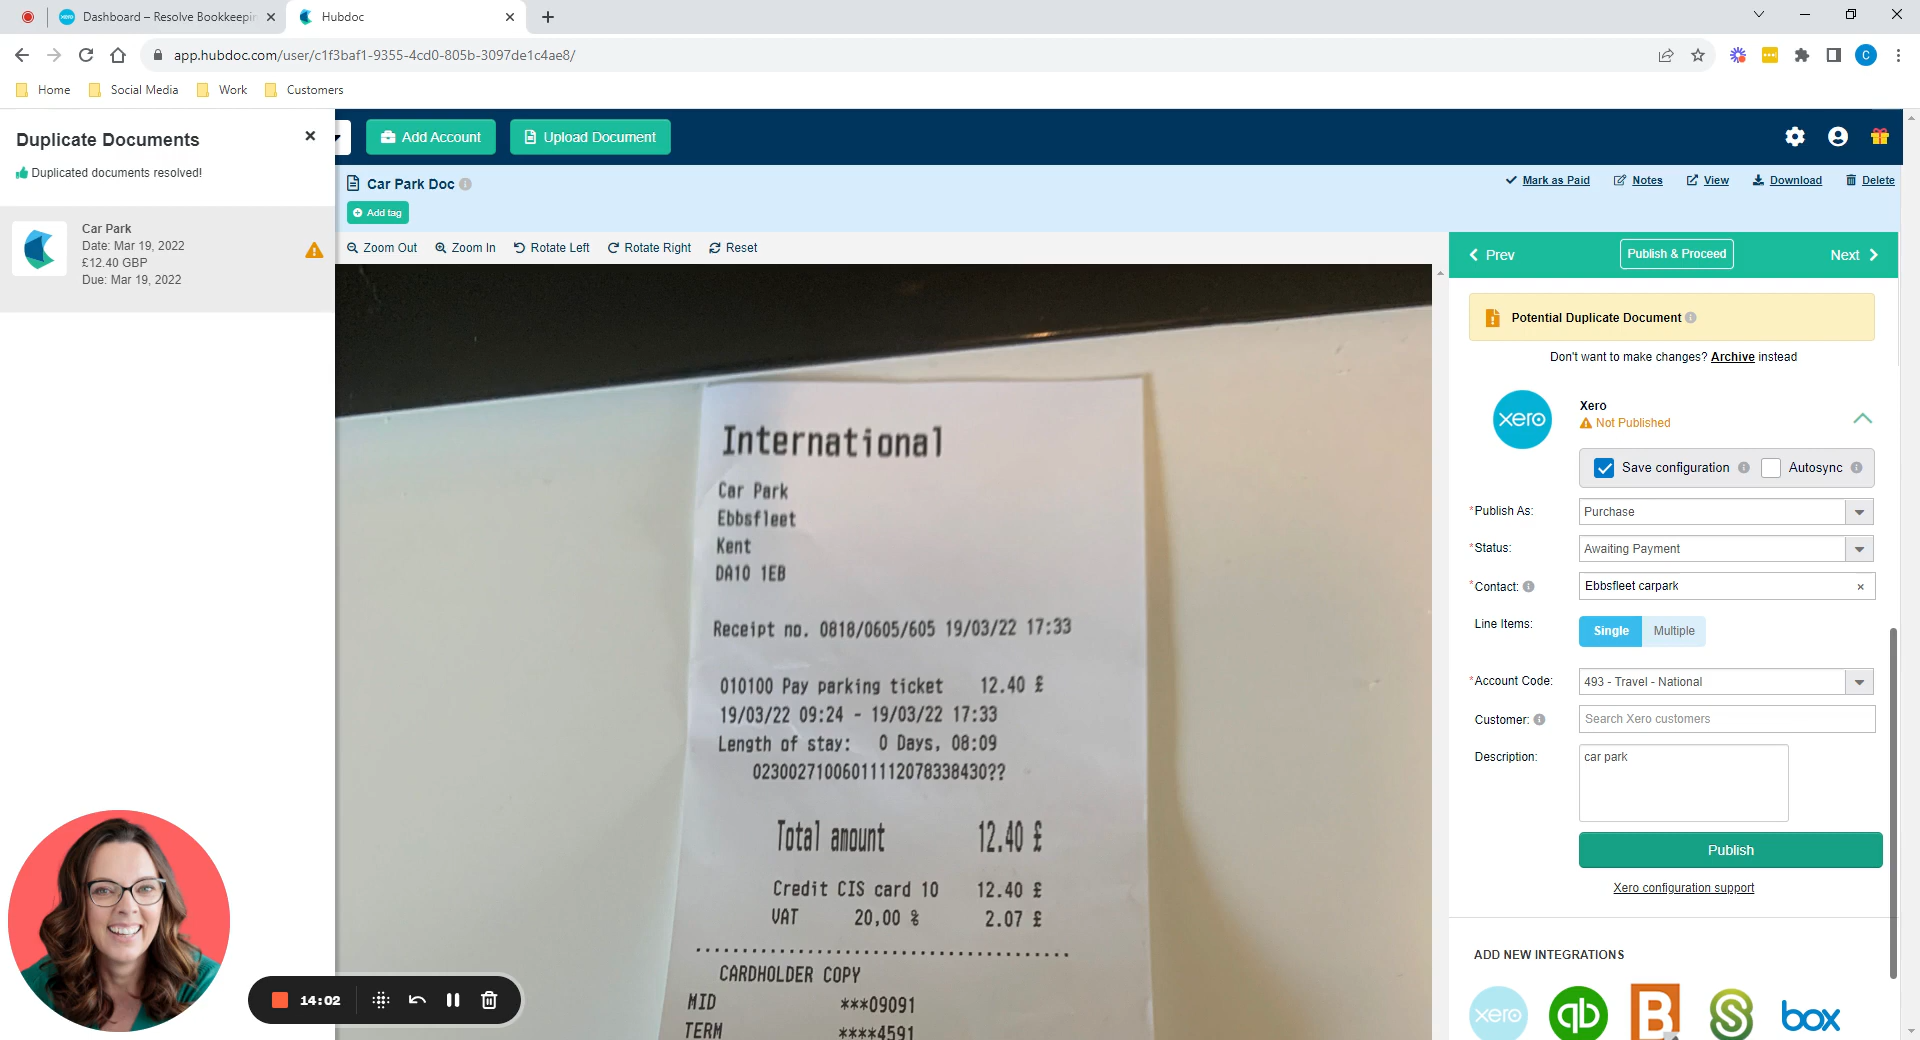 Dashboard – Resolve Bookkeepin
Hubdoc
app.hubdoc.com/user/c1f3baf1-9355-4cd0-805b-3097de1c4ae8/
C
Home
Social Media
Work
Customers
Duplicate Documents
Duplicated documents resolved!
Car Park
Date: Mar 19, 2022
£12.40 GBP
Due: Mar 19, 2022
Add Account
Upload Document
Car Park Doc
Mark as Paid
Notes
View
Download
Delete
Add tag
Zoom Out
Zoom In
Rotate Left
Rotate Right
Reset
International
Car Park
Ebbsfleet
Kent
DA10 1EB
Receipt no. 0818/0605/605 19/03/22 17:33
010100 Pay parking ticket 12.40 £
19/03/22 09:24 - 19/03/22 17:33
Length of stay: 0 Days, 08:09
02300271006011112078338430??
Total amount 12.40 £
Credit CIS card 10 12.40 £
VAT 20,00 % 2.07 £
CARDHOLDER COPY
MID ***09091
TERM ****4591
Prev
Publish & Proceed
Next
Potential Duplicate Document
Don't want to make changes? Archive instead
xero
Xero
Not Published
Save configuration
Autosync
*Publish As: Purchase
*Status: Awaiting Payment
*Contact: Ebbsfleet carpark
Line Items: Single Multiple
*Account Code: 493 - Travel - National
Customer: Search Xero customers
Description: car park
Publish
Xero configuration support
ADD NEW INTEGRATIONS
xero
qb
B
S
box
14:02